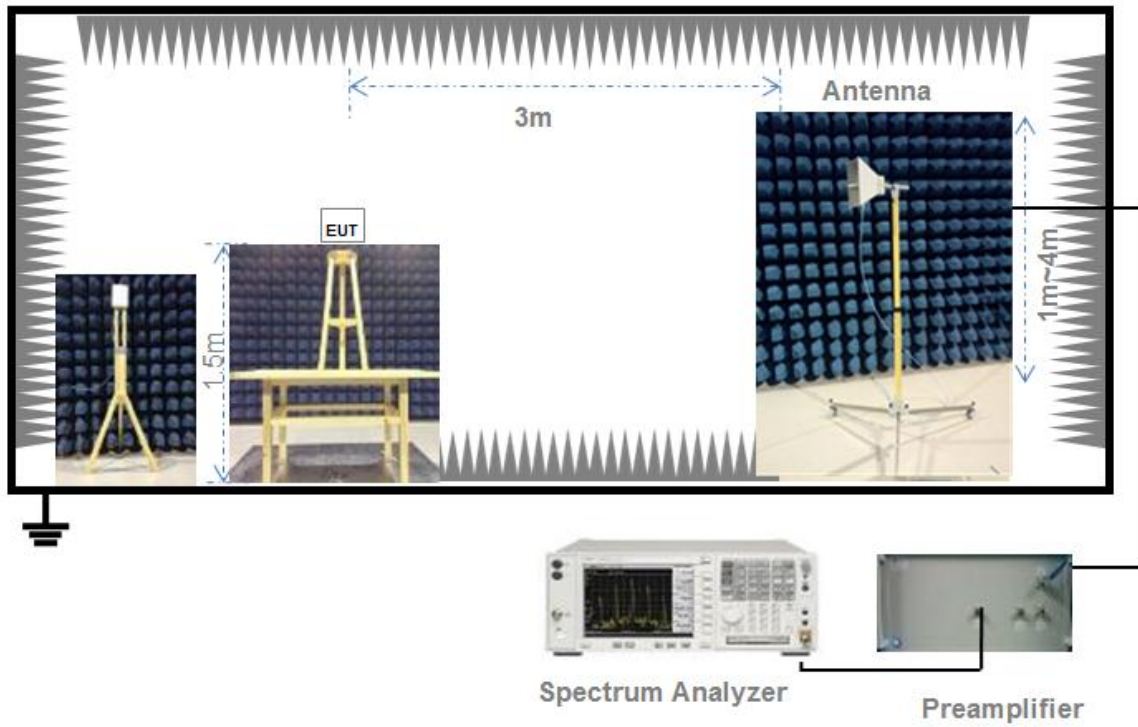 Antenna
3m
EUT
1m~4m
1.5m
Spectrum Analyzer
Preamplifier